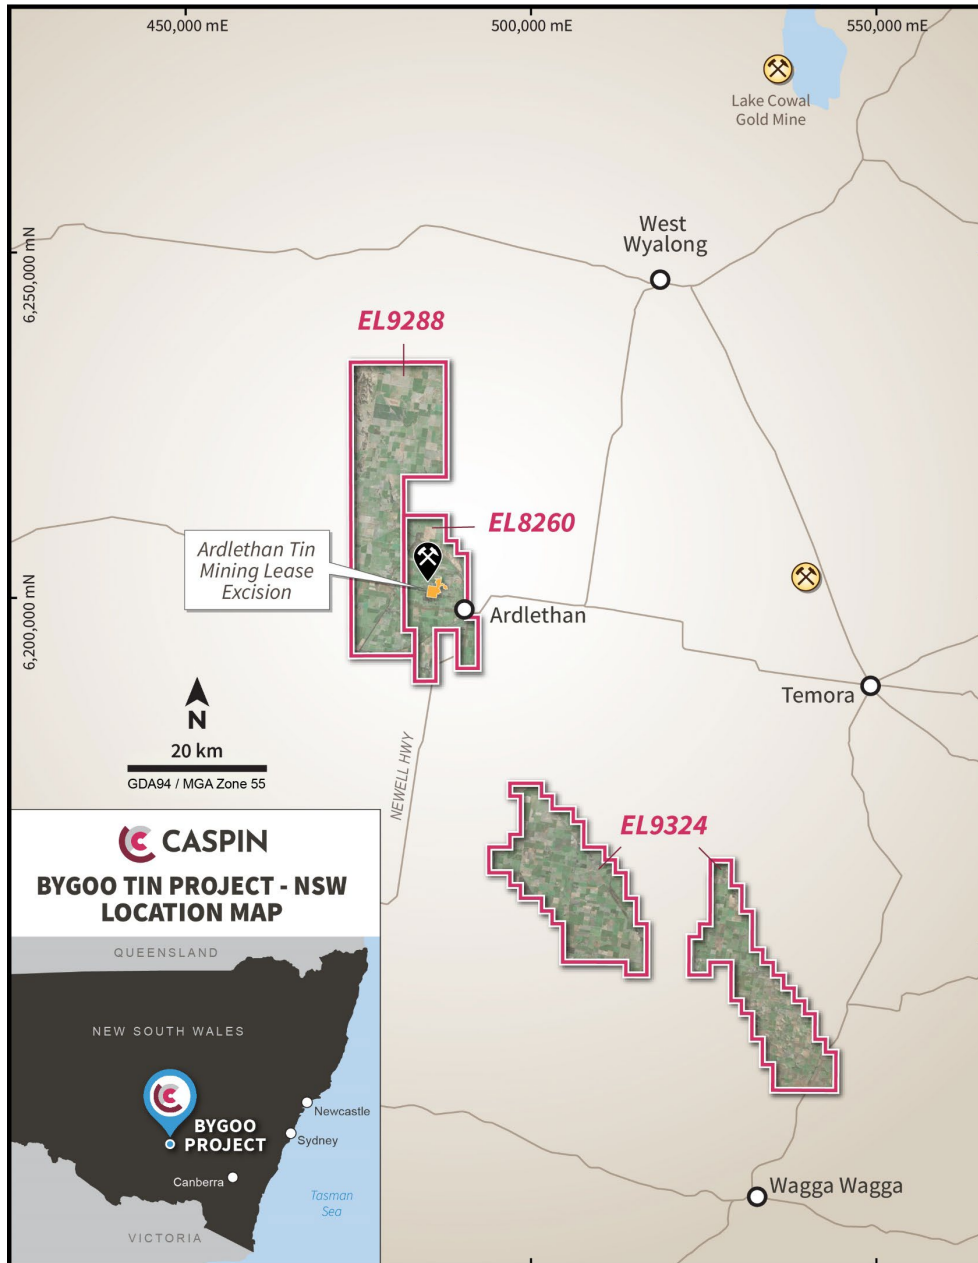 450,000 mE
500,000 mE
550,000 mE
Lake Cowal
Gold Mine
West
Wyalong
6,250,000 mN
EL9288
EL8260
Ardlethan Tin
Mining Lease
Excision
Ardlethan
6,200,000 mN
Temora
N
20 km
GDA94 / MGA Zone 55
NEWELL HWY
EL9324
CASPIN
BYGOO TIN PROJECT - NSW
LOCATION MAP
QUEENSLAND
NEW SOUTH WALES
BYGOO
PROJECT
Newcastle
Sydney
Canberra
Tasman
Sea
VICTORIA
Wagga Wagga